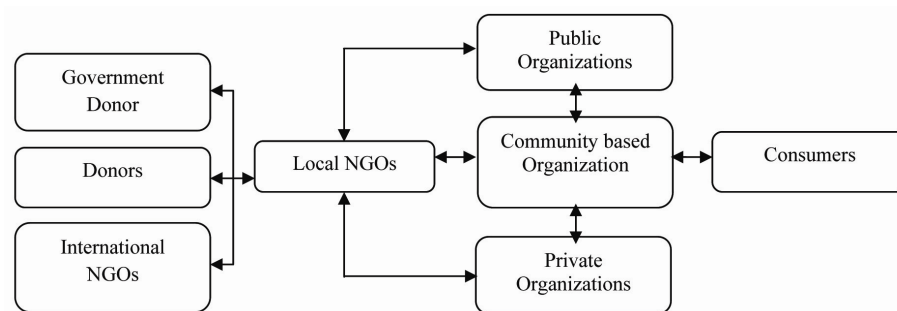 Government
Donor
Donors
International
NGOs
Local NGOs
Public
Organizations
Community based
Organization
Private
Organizations
Consumers